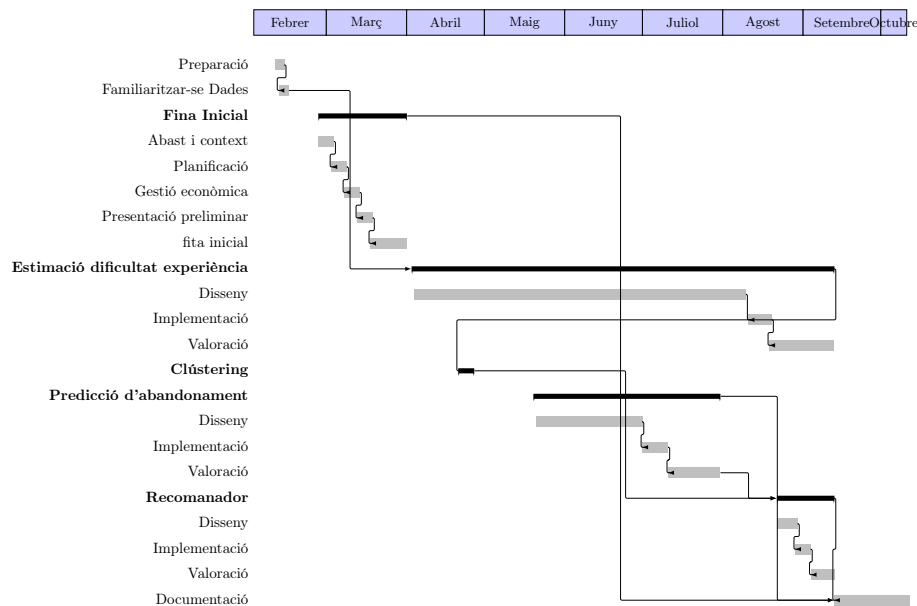 Febrer Març Abril Maig Juny Juliol Agost Setembre Octubre
Preparació
Familiaritzar-se Dades
Fina Inicial
Abast i context
Planificació
Gestió econòmica
Presentació preliminar
fita inicial
Estimació dificultat experiència
Disseny
Implementació
Valoració
Clústering
Predicció d'abandonament
Disseny
Implementació
Valoració
Recomanador
Disseny
Implementació
Valoració
Documentació